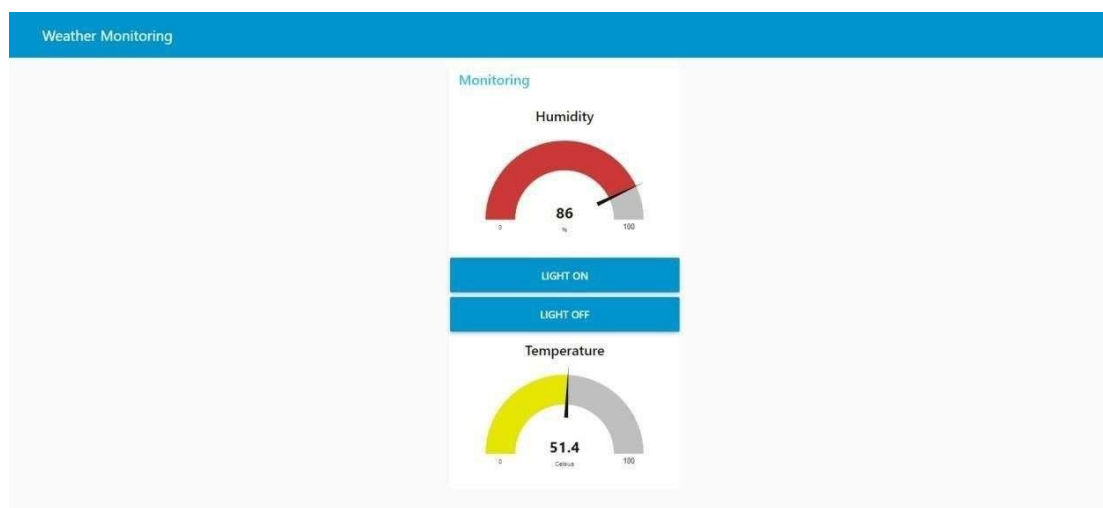 Weather Monitoring
Monitoring
Humidity
86
%
0 100
LIGHT ON
LIGHT OFF
Temperature
51.4
Celsius
0 100